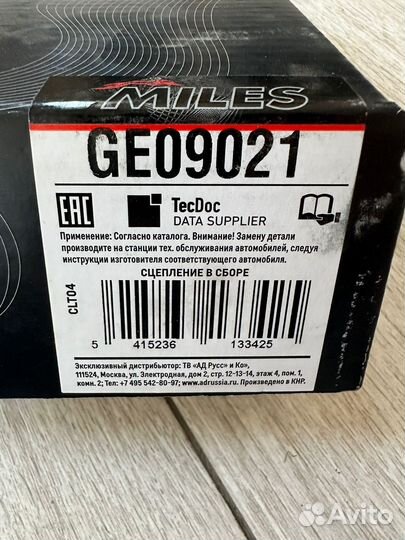 MILES
GE09021
EAC
TecDoc
DATA SUPPLIER
Применение: Согласно каталога. Внимание! Замену детали
производите на станции тех. обслуживания автомобилей, следуя
инструкции изготовителя соответствующего автомобиля.
СЦЕПЛЕНИЕ В СБОРЕ
CLT04
5 415236 133425
Эксклюзивный дистрибьютор: ТВ «АД Русс» и Ко»,
111524, Москва, ул. Электродная, дом 2, стр. 12-13-14, этаж 4, пом. 1,
комн. 2; Тел: +7 495 542-80-97; www.adrussia.ru. Произведено в КНР.
Avito